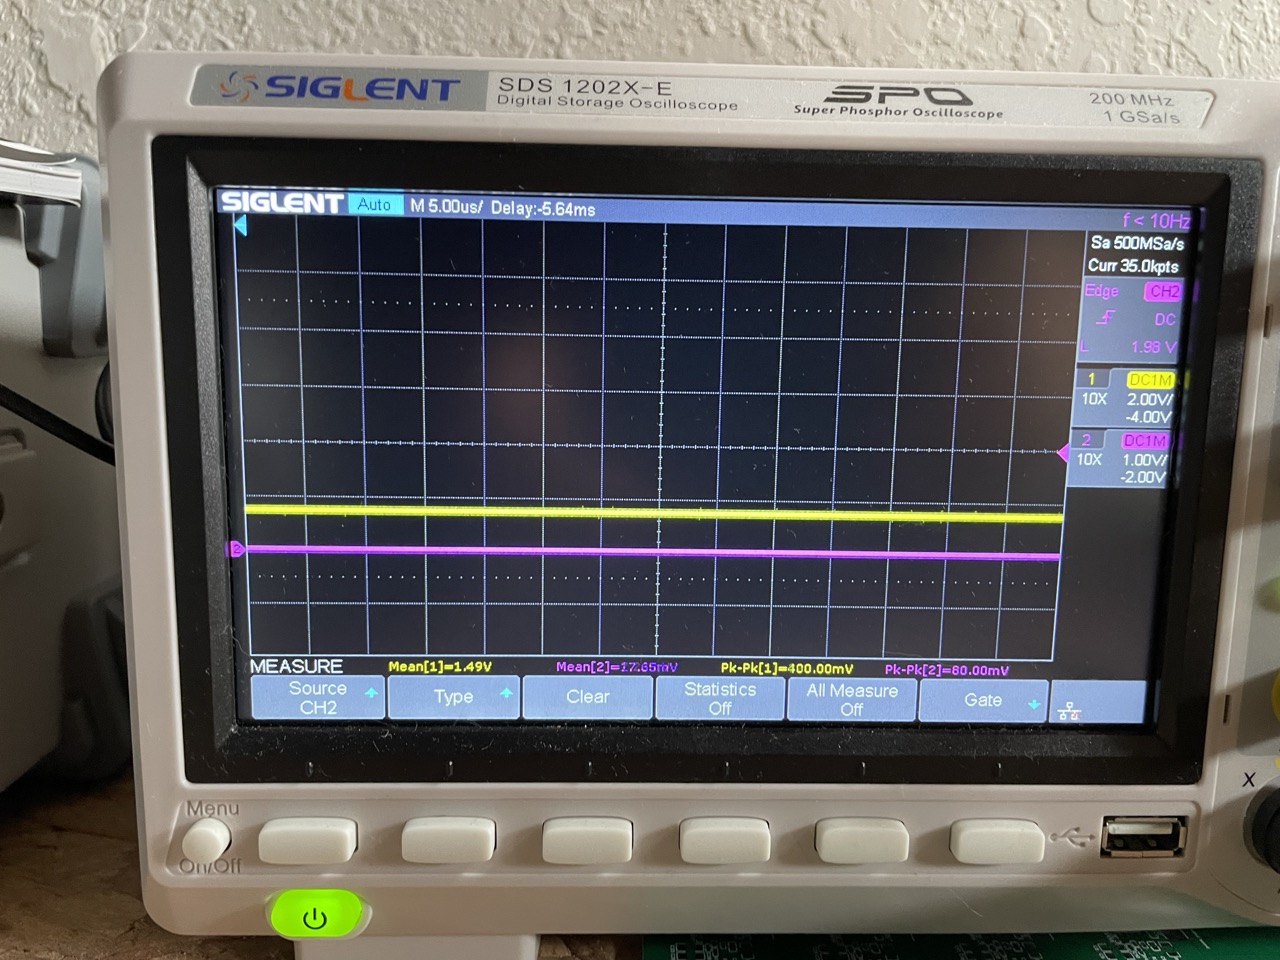 SIGLENT SDS 1202X-E
Digital Storage Oscilloscope
SPO
Super Phosphor Oscilloscope
200 MHz
1 GSa/s
SIGLENT Auto M 5.00us/ Delay:-5.64ms
f < 10Hz
Sa 500MSa/s
Curr 35.0kpts
Edge CH2
DC
L 1.98 V
1 DC1M
10X 2.00V/
-4.00V
2 DC1M
10X 1.00V/
-2.00V
2
MEASURE Mean[1]=1.49V Mean[2]=17.65mV Pk-Pk[1]=400.00mV Pk-Pk[2]=80.00mV
Source
CH2
Type
Clear
Statistics
Off
All Measure
Off
Gate
Menu
On/Off
X